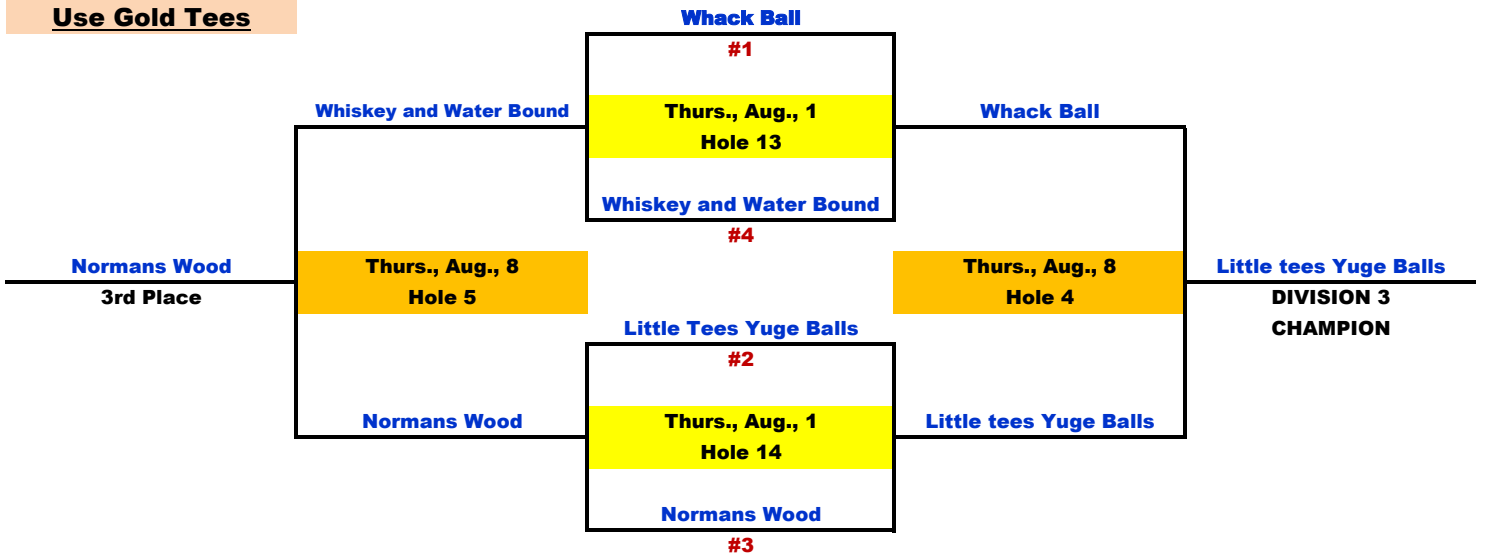 Use Gold Tees
Whack Ball
#1
Whiskey and Water Bound
Thurs., Aug., 1
Hole 13
Whack Ball
Whiskey and Water Bound
#4
Normans Wood
3rd Place
Thurs., Aug., 8
Hole 5
Thurs., Aug., 8
Hole 4
Little tees Yuge Balls
DIVISION 3
CHAMPION
Little Tees Yuge Balls
#2
Normans Wood
Thurs., Aug., 1
Hole 14
Little tees Yuge Balls
Normans Wood
#3